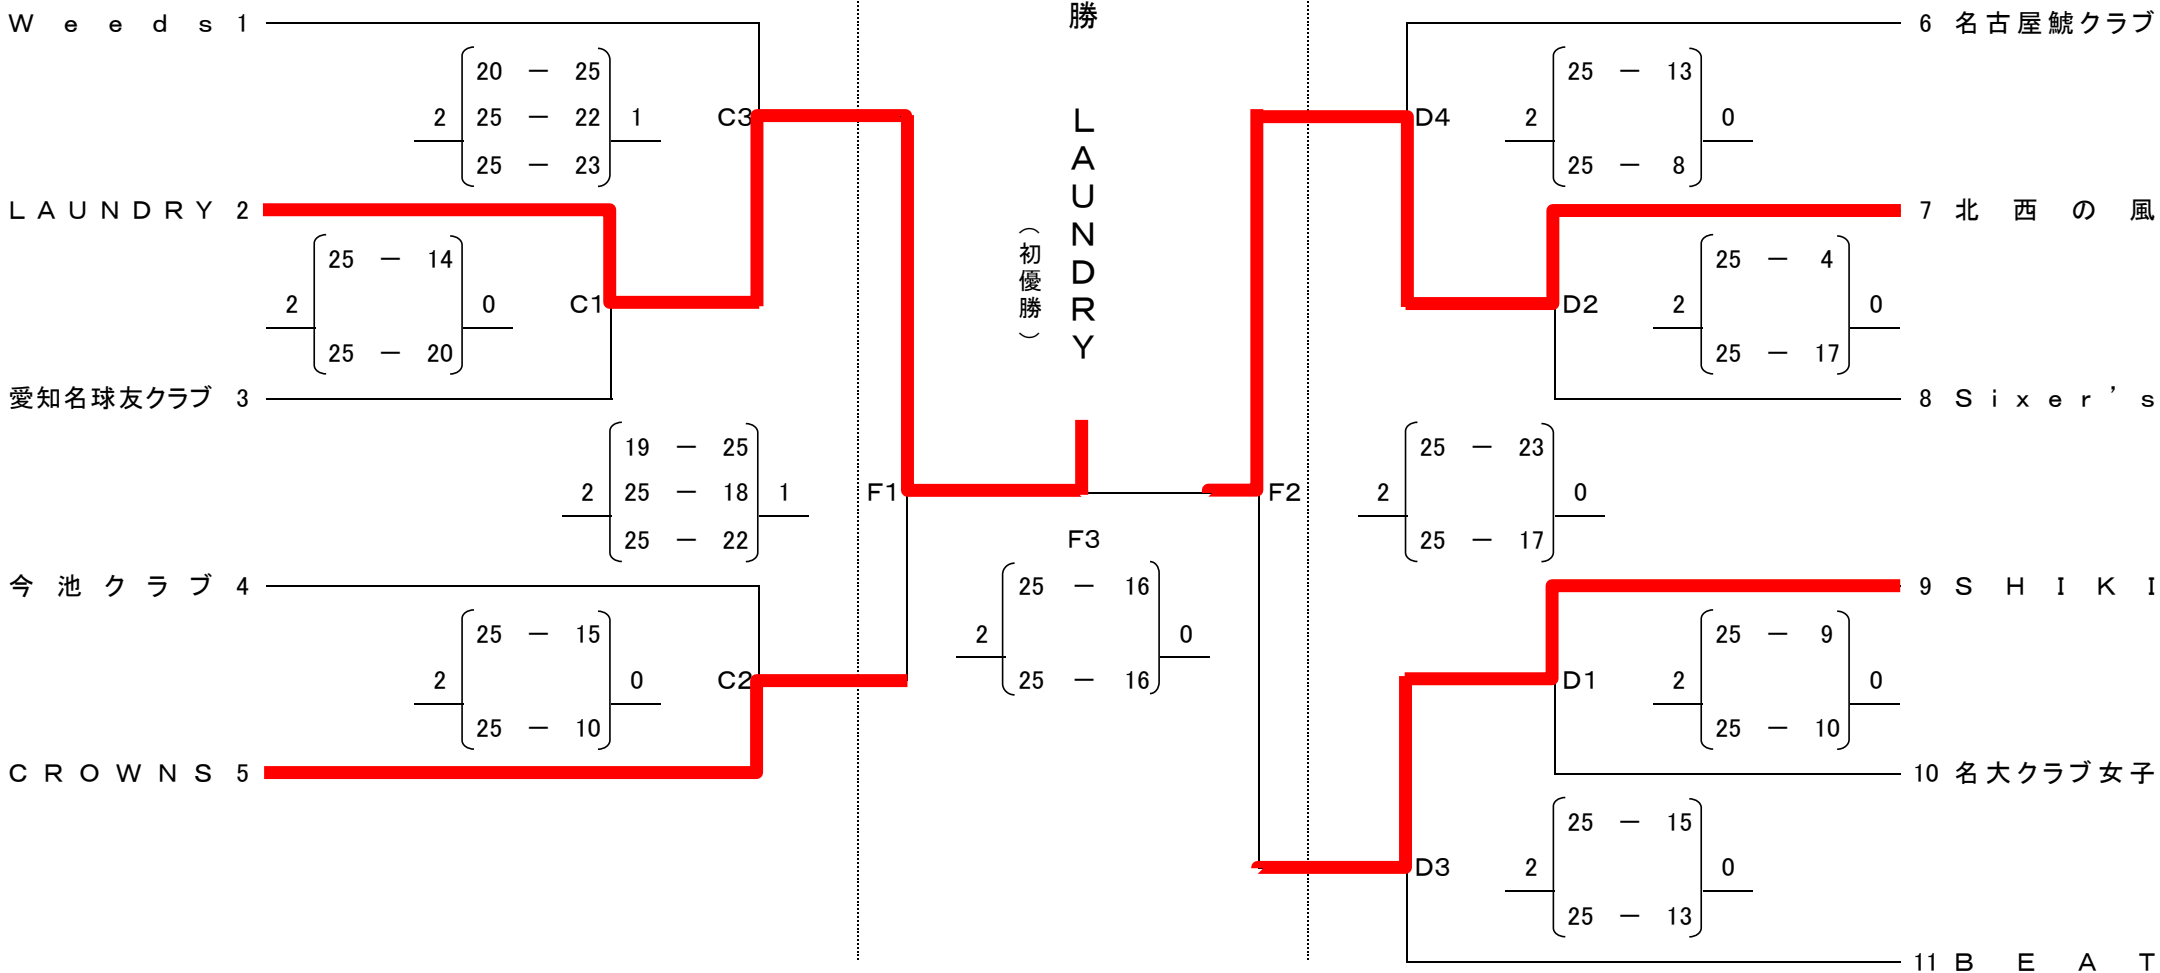 Ｗｅｅｄｓ 1
20 － 25
2 25 － 22 1
25 － 23
C3
ＬＡＵＮＤＲＹ 2
25 － 14
2 0
25 － 20
C1
愛知名球友クラブ 3
19 － 25
2 25 － 18 1
25 － 22
F1
今池クラブ 4
25 － 15
2 0
25 － 10
C2
ＣＲＯＷＮＳ 5
勝
ＬＡＵＮＤＲＹ
（初優勝）
F3
25 － 16
2 0
25 － 16
6 名古屋鯱クラブ
25 － 13
D4 2 0
25 － 8
7 北西の風
25 － 4
D2 2 0
25 － 17
8 Ｓｉｘｅｒ’ｓ
25 － 23
F2 2 0
25 － 17
9 ＳＨＩＫＩ
25 － 9
D1 2 0
25 － 10
10 名大クラブ女子
25 － 15
D3 2 0
25 － 13
11 ＢＥＡＴ